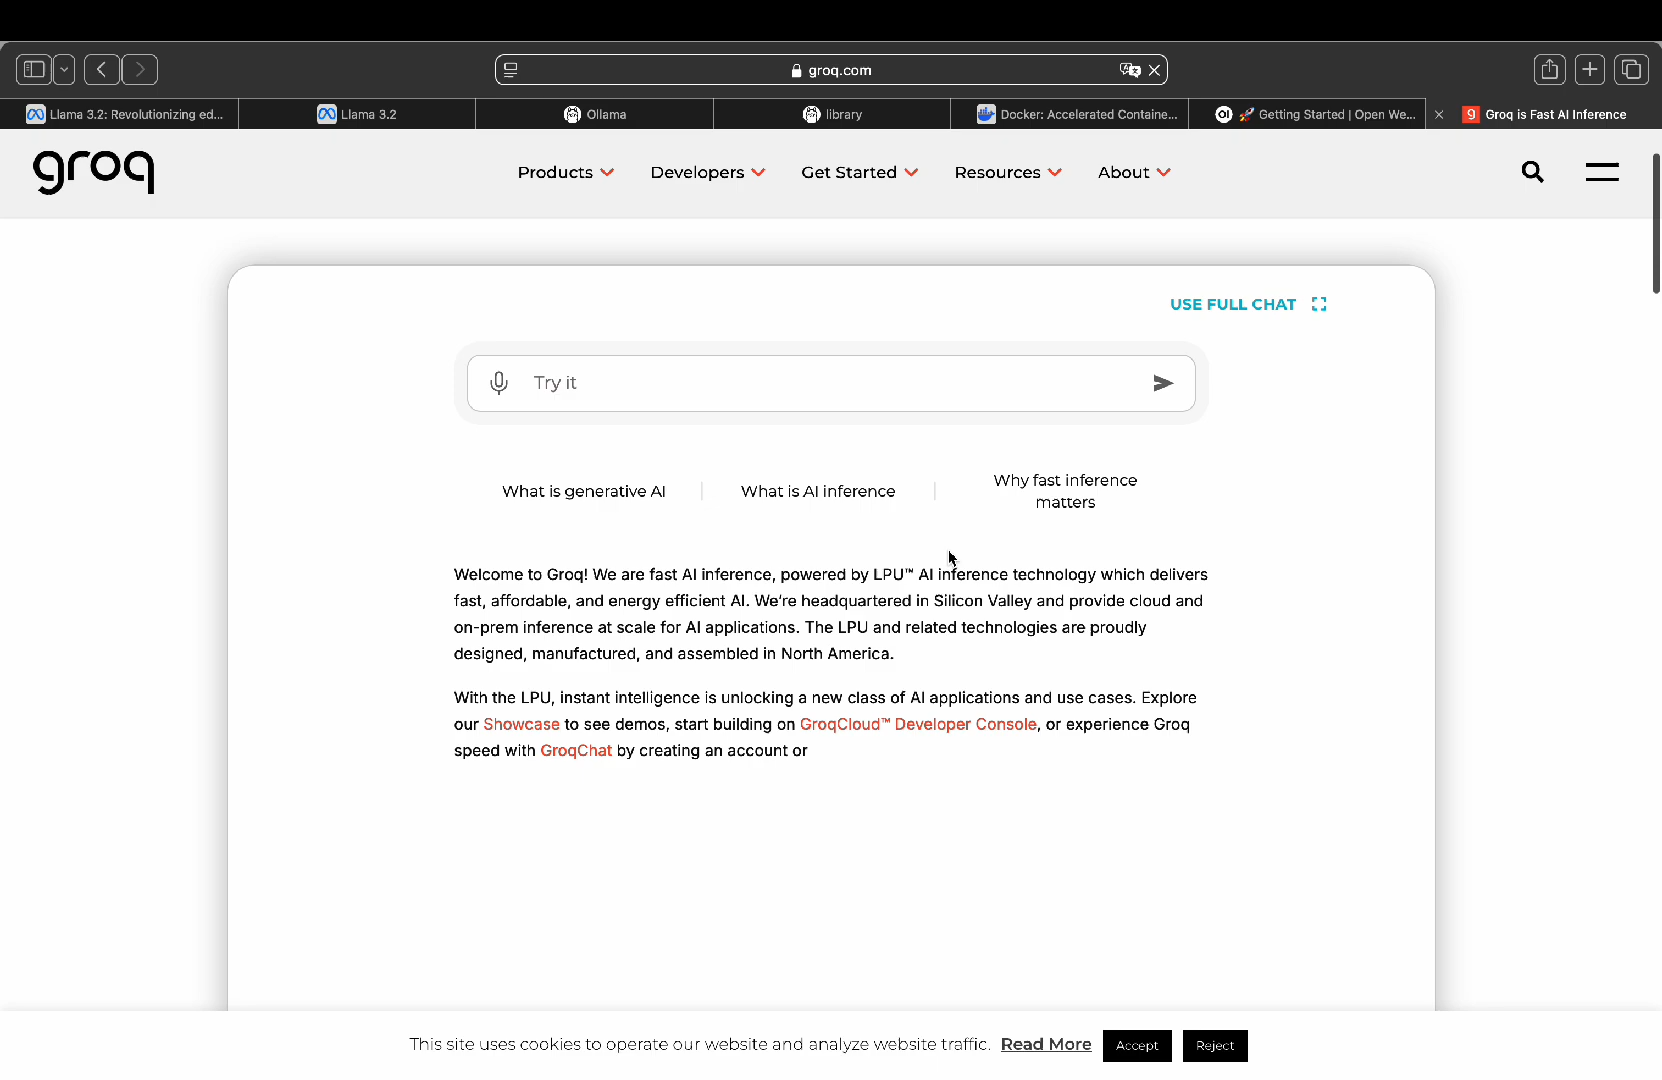 groq.com
Llama 3.2: Revolutionizing ed...
Llama 3.2
Ollama
library
Docker: Accelerated Containe...
OI 🚀 Getting Started | Open We...
g Groq is Fast AI Inference
groq
Products
Developers
Get Started
Resources
About
USE FULL CHAT
Try it
What is generative AI
What is AI inference
Why fast inference
matters
Welcome to Groq! We are fast AI inference, powered by LPU™ AI inference technology which delivers
fast, affordable, and energy efficient AI. We're headquartered in Silicon Valley and provide cloud and
on-prem inference at scale for AI applications. The LPU and related technologies are proudly
designed, manufactured, and assembled in North America.
With the LPU, instant intelligence is unlocking a new class of AI applications and use cases. Explore
our Showcase to see demos, start building on GroqCloud™ Developer Console, or experience Groq
speed with GroqChat by creating an account or
This site uses cookies to operate our website and analyze website traffic. Read More Accept Reject